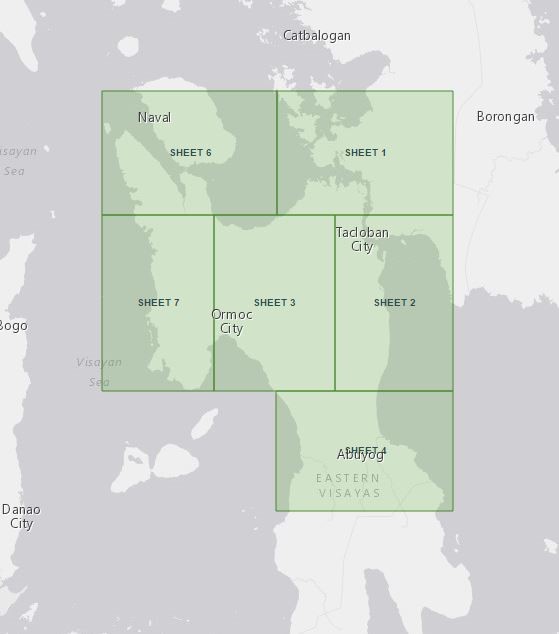 Catbalogan
Naval
Borongan
SHEET 6
SHEET 1
Visayan
Sea
Tacloban
City
SHEET 7
SHEET 3
SHEET 2
Ormoc
City
Bogo
Visayan
Sea
SHEET 4
Abuyog
EASTERN
VISAYAS
Danao
City